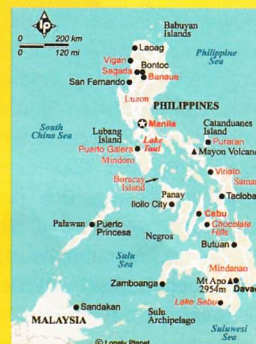 Babuyan
Islands
0 200 km
0 120 mi
Laoag
Philippine
Sea
Vigan
Bontoc
Sagada
Banaue
San Fernando
Luzon
PHILIPPINES
South
China Sea
Manila
Catanduanes
Island
Lubang
Island
Lake
Taal
Puraran
Puerto Galera
Mayon Volcano
Mindoro
Viriato
Boracay
Island
Samar
Panay
Iloilo City
Tacloba
Cebu
Palawan
Puerto
Princesa
Chocolate
Hills
Negros
Butuan
Sulu
Sea
Mindanao
Zamboanga
Mt Apo
2954m
Davao
Lake Sebu
Sandakan
Sulu
Archipelago
MALAYSIA
Suluwesi
Sea
© Lonely Planet